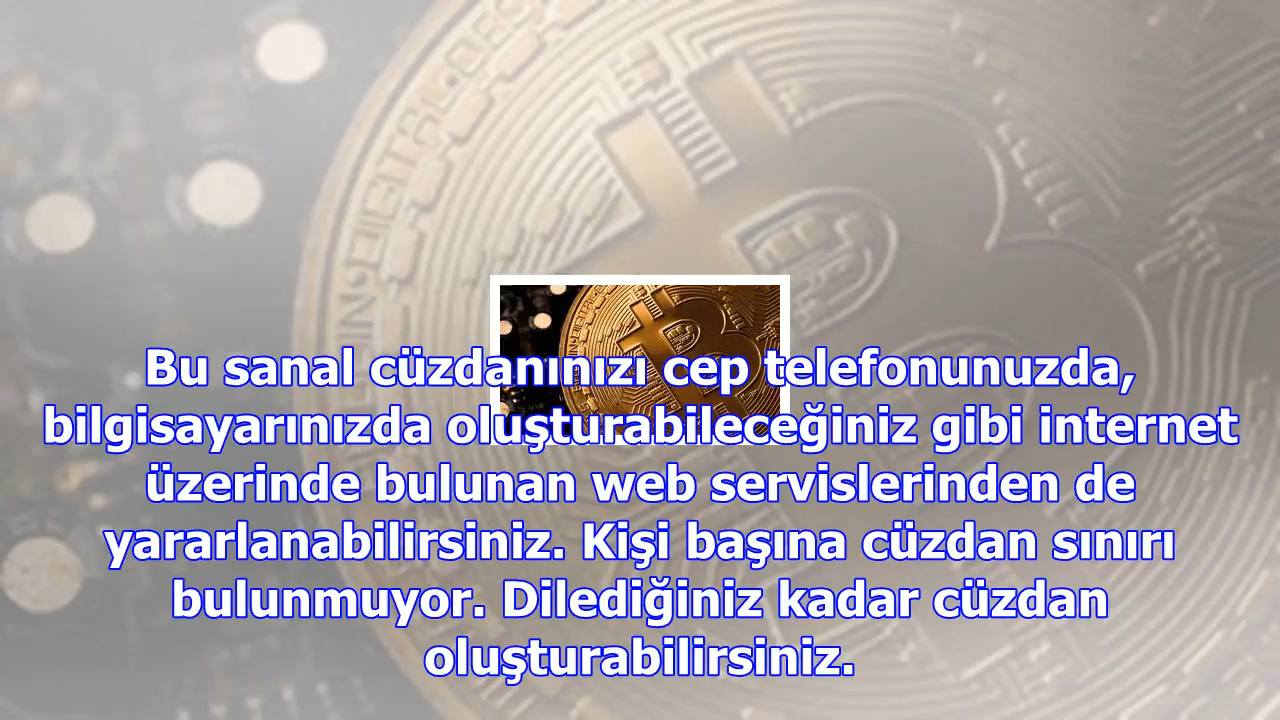 Bu sanal cüzdanınızı cep telefonunuzda,
bilgisayarınızda oluşturabileceğiniz gibi internet
üzerinde bulunan web servislerinden de
yararlanabilirsiniz. Kişi başına cüzdan sınırı
bulunmuyor. Dilediğiniz kadar cüzdan
oluşturabilirsiniz.